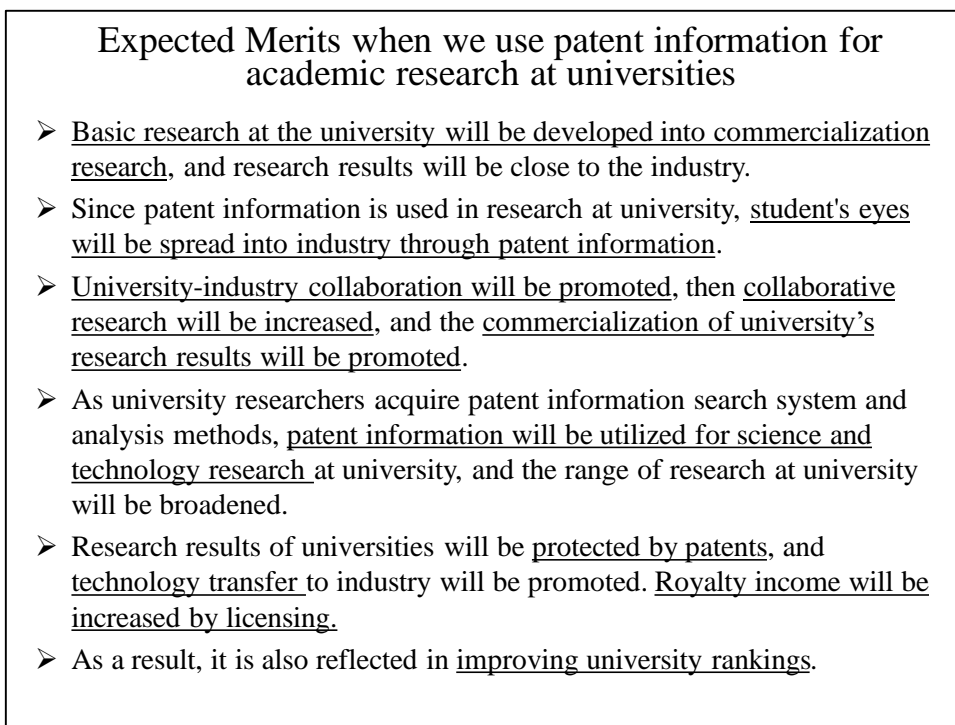 Expected Merits when we use patent information for
academic research at universities
➢ Basic research at the university will be developed into commercialization
research, and research results will be close to the industry.
➢ Since patent information is used in research at university, student's eyes
will be spread into industry through patent information.
➢ University-industry collaboration will be promoted, then collaborative
research will be increased, and the commercialization of university’s
research results will be promoted.
➢ As university researchers acquire patent information search system and
analysis methods, patent information will be utilized for science and
technology research at university, and the range of research at university
will be broadened.
➢ Research results of universities will be protected by patents, and
technology transfer to industry will be promoted. Royalty income will be
increased by licensing.
➢ As a result, it is also reflected in improving university rankings.